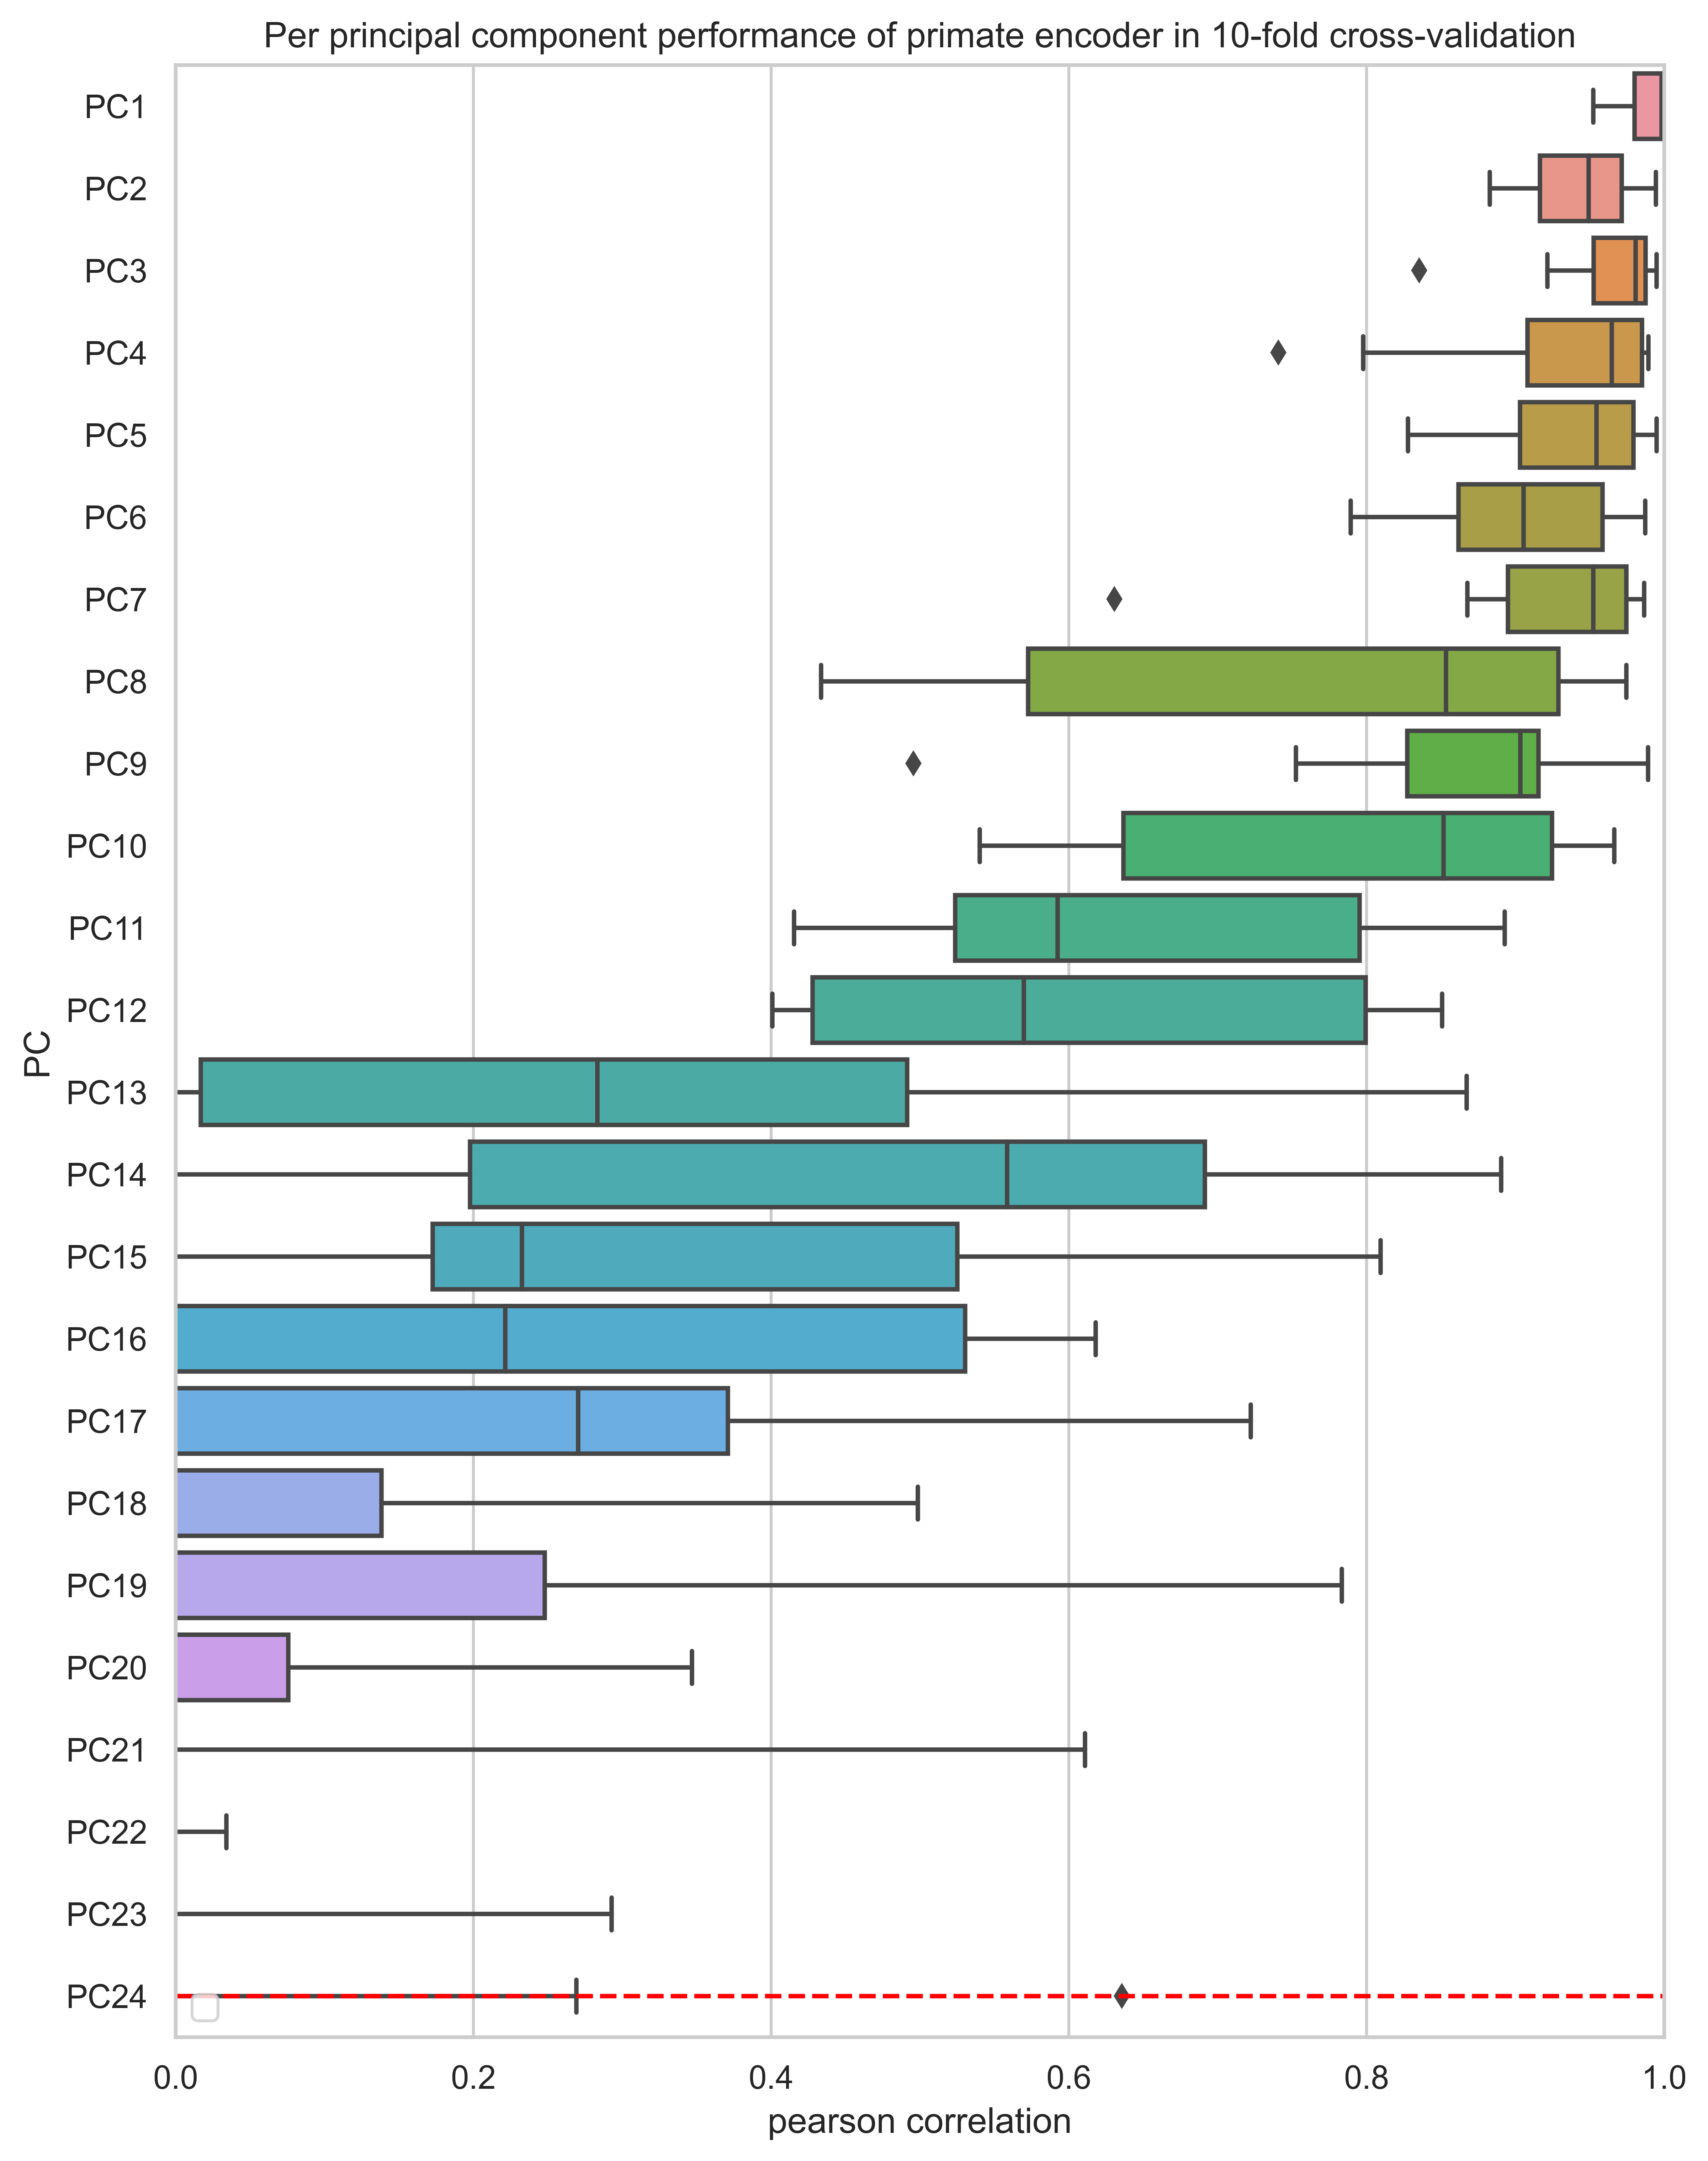 Per principal component performance of primate encoder in 10-fold cross-validation
PC1
PC2
PC3
PC4
PC5
PC6
PC7
PC8
PC9
PC10
PC11
PC12
PC13
PC14
PC15
PC16
PC17
PC18
PC19
PC20
PC21
PC22
PC23
PC24
PC
0.0 0.2 0.4 0.6 0.8 1.0
pearson correlation